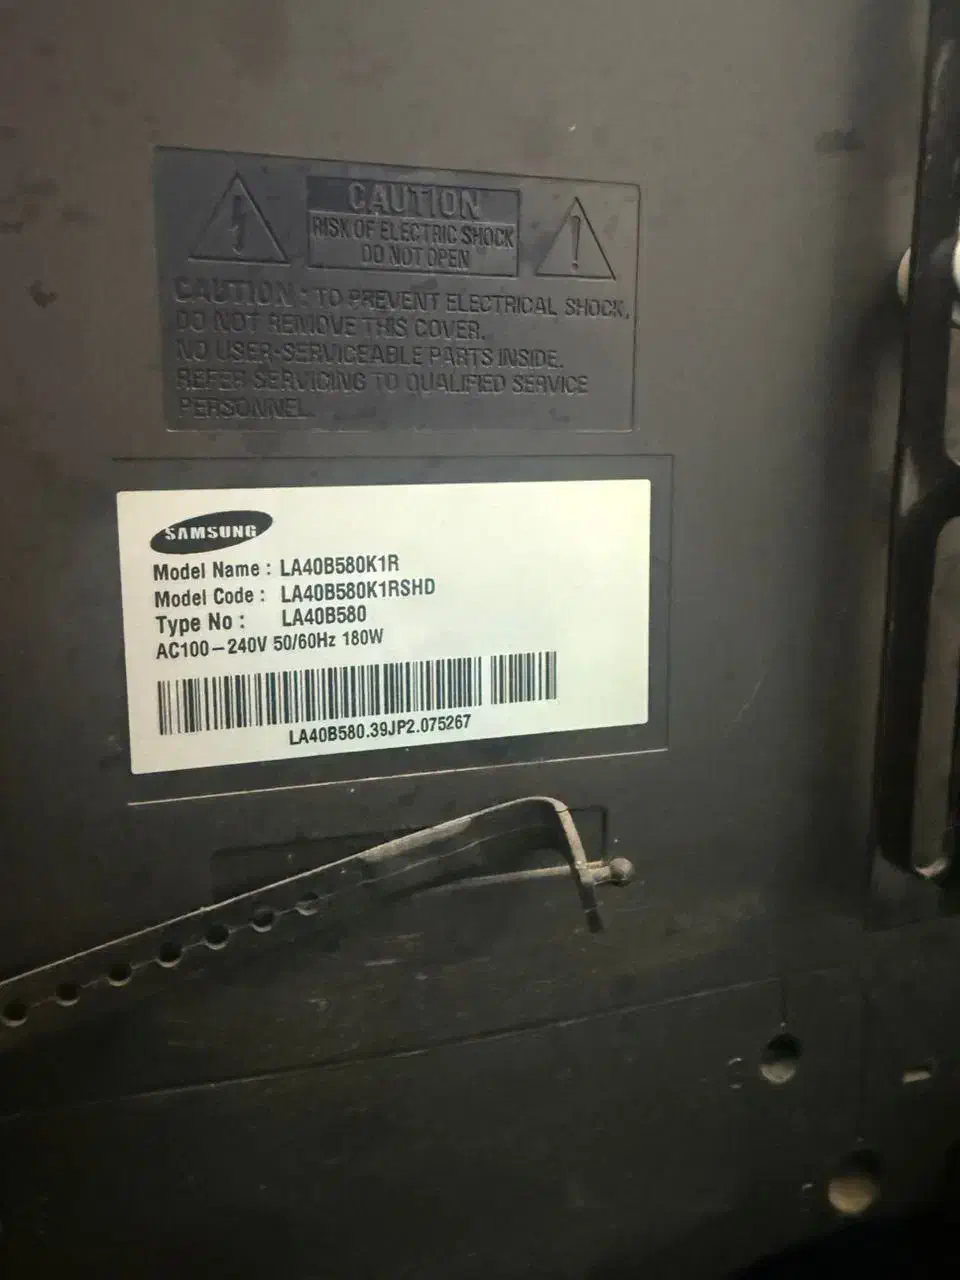 CAUTION
RISK OF ELECTRIC SHOCK
DO NOT OPEN
CAUTION : TO PREVENT ELECTRICAL SHOCK,
DO NOT REMOVE THIS COVER.
NO USER-SERVICEABLE PARTS INSIDE.
REFER SERVICING TO QUALIFIED SERVICE
PERSONNEL.
SAMSUNG
Model Name : LA40B580K1R
Model Code : LA40B580K1RSHD
Type No : LA40B580
AC100-240V 50/60Hz 180W
LA40B580.39JP2.075267